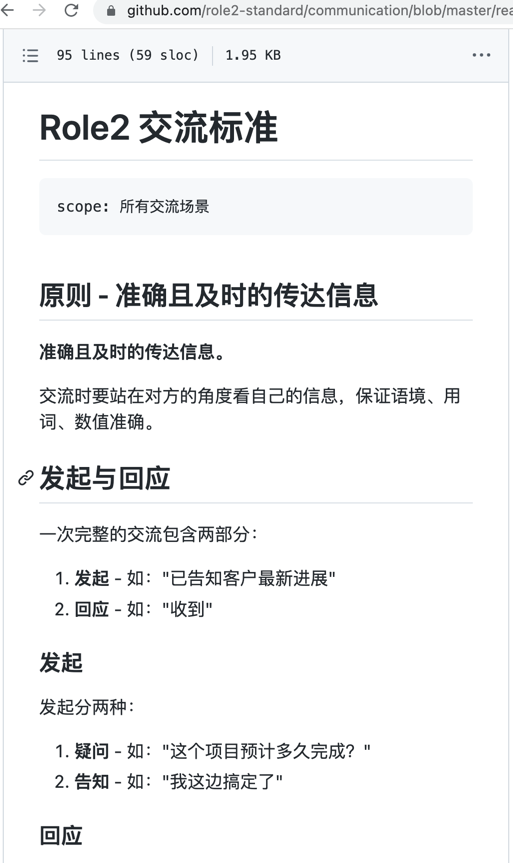 github.com/role2-standard/communication/blob/master/rea
95 lines (59 sloc)
1.95 KB
Role2 交流标准
scope: 所有交流场景
原则 - 准确且及时的传达信息
准确且及时的传达信息。
交流时要站在对方的角度看自己的信息，保证语境、用
词、数值准确。
发起与回应
一次完整的交流包含两部分：
1. 发起 - 如："已告知客户最新进展"
2. 回应 - 如："收到"
发起
发起分两种：
1. 疑问 - 如："这个项目预计多久完成？"
2. 告知 - 如："我这边搞定了"
回应